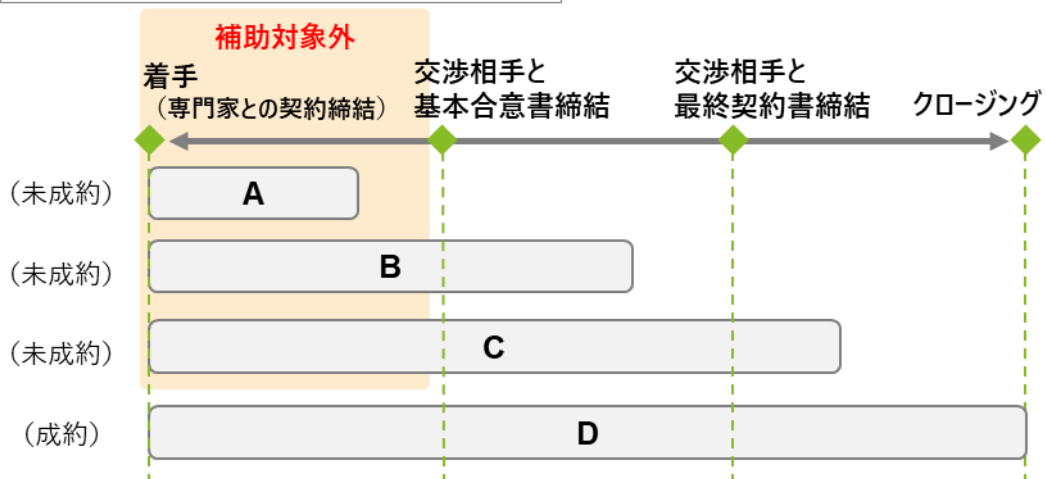 補助対象外
着手
（専門家との契約締結）
交渉相手と
基本合意書締結
交渉相手と
最終契約書締結
クロージング
（未成約）
A
（未成約）
B
（未成約）
C
（成約）
D